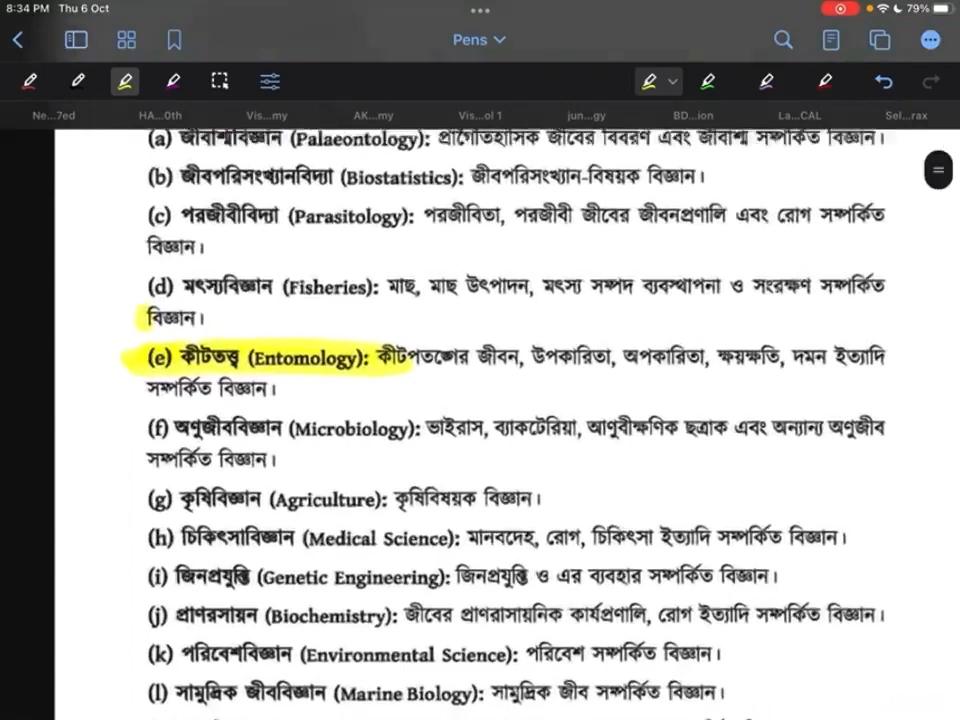 8:34 PM Thu 6 Oct
79%
Pens
Ne...7ed HA...0th Vis...my AK...my Vis...ol 1 jun...gy BD...ion La...CAL Sel...rax
(a) জীবাশ্মবিজ্ঞান (Palaeontology): প্রাগৈতিহাসিক জীবের বিবরণ এবং জীবাশ্ম সম্পর্কিত বিজ্ঞান।
(b) জীবপরিসংখ্যানবিদ্যা (Biostatistics): জীবপরিসংখ্যান-বিষয়ক বিজ্ঞান।
(c) পরজীবীবিদ্যা (Parasitology): পরজীবিতা, পরজীবী জীবের জীবনপ্রণালি এবং রোগ সম্পর্কিত
বিজ্ঞান।
(d) মৎস্যবিজ্ঞান (Fisheries): মাছ, মাছ উৎপাদন, মৎস্য সম্পদ ব্যবস্থাপনা ও সংরক্ষণ সম্পর্কিত
বিজ্ঞান।
(e) কীটতত্ত্ব (Entomology): কীটপতঙ্গের জীবন, উপকারিতা, অপকারিতা, ক্ষয়ক্ষতি, দমন ইত্যাদি
সম্পর্কিত বিজ্ঞান।
(f) অণুজীববিজ্ঞান (Microbiology): ভাইরাস, ব্যাকটেরিয়া, আণুবীক্ষণিক ছত্রাক এবং অন্যান্য অণুজীব
সম্পর্কিত বিজ্ঞান।
(g) কৃষিবিজ্ঞান (Agriculture): কৃষিবিষয়ক বিজ্ঞান।
(h) চিকিৎসাবিজ্ঞান (Medical Science): মানবদেহ, রোগ, চিকিৎসা ইত্যাদি সম্পর্কিত বিজ্ঞান।
(i) জিনপ্রযুক্তি (Genetic Engineering): জিনপ্রযুক্তি ও এর ব্যবহার সম্পর্কিত বিজ্ঞান।
(j) প্রাণরসায়ন (Biochemistry): জীবের প্রাণরাসায়নিক কার্যপ্রণালি, রোগ ইত্যাদি সম্পর্কিত বিজ্ঞান।
(k) পরিবেশবিজ্ঞান (Environmental Science): পরিবেশ সম্পর্কিত বিজ্ঞান।
(l) সামুদ্রিক জীববিজ্ঞান (Marine Biology): সামুদ্রিক জীব সম্পর্কিত বিজ্ঞান।